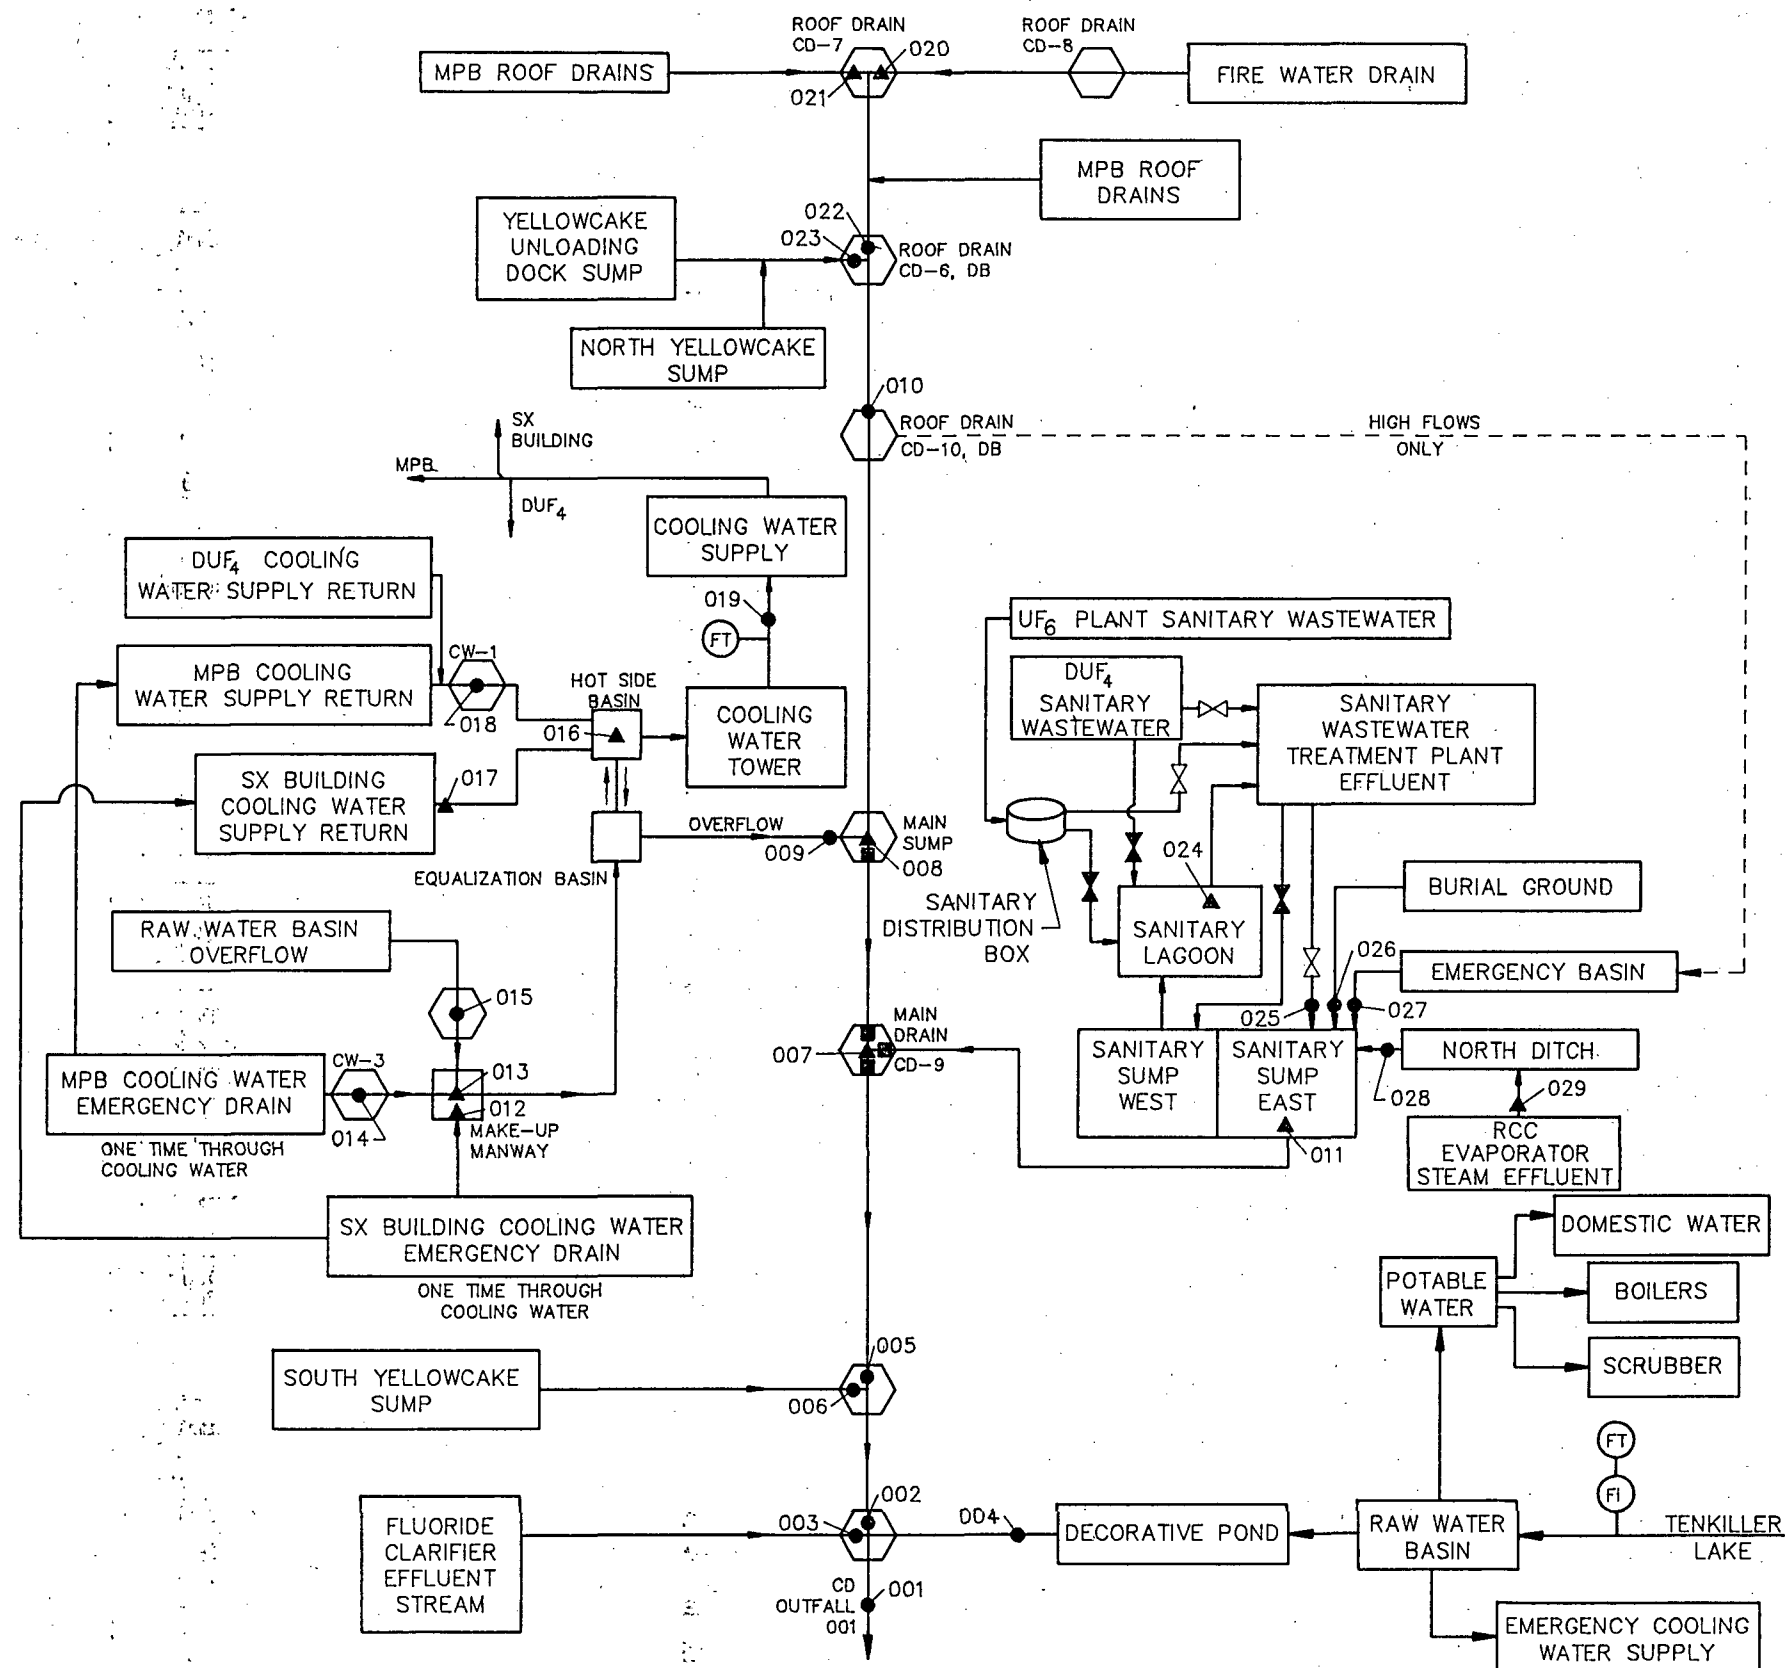 ROOF DRAIN
CD-7
020
021
ROOF DRAIN
CD-8
MPB ROOF DRAINS
FIRE WATER DRAIN
MPB ROOF
DRAINS
YELLOWCAKE
UNLOADING
DOCK SUMP
022
023
ROOF DRAIN
CD-6, DB
NORTH YELLOWCAKE
SUMP
010
ROOF DRAIN
CD-10, DB
HIGH FLOWS
ONLY
SX
BUILDING
MPB
DUF4
COOLING WATER
SUPPLY
DUF4 COOLING
WATER SUPPLY RETURN
019
FT
UF6 PLANT SANITARY WASTEWATER
MPB COOLING
WATER SUPPLY RETURN
CW-1
018
HOT SIDE
BASIN
016
COOLING
WATER
TOWER
DUF4
SANITARY
WASTEWATER
SANITARY
WASTEWATER
TREATMENT PLANT
EFFLUENT
SX BUILDING
COOLING WATER
SUPPLY RETURN
017
OVERFLOW
009
MAIN
SUMP
008
EQUALIZATION BASIN
SANITARY
DISTRIBUTION
BOX
024
SANITARY
LAGOON
BURIAL GROUND
RAW WATER BASIN
OVERFLOW
015
026
EMERGENCY BASIN
025
027
MAIN
DRAIN
CD-9
007
SANITARY
SUMP
WEST
SANITARY
SUMP
EAST
011
NORTH DITCH
028
029
RCC
EVAPORATOR
STEAM EFFLUENT
MPB COOLING WATER
EMERGENCY DRAIN
CW-3
014
013
012
MAKE-UP
MANWAY
ONE TIME THROUGH
COOLING WATER
SX BUILDING COOLING WATER
EMERGENCY DRAIN
ONE TIME THROUGH
COOLING WATER
DOMESTIC WATER
POTABLE
WATER
BOILERS
SCRUBBER
SOUTH YELLOWCAKE
SUMP
005
006
FT
FI
FLUORIDE
CLARIFIER
EFFLUENT
STREAM
002
003
004
DECORATIVE POND
RAW WATER
BASIN
TENKILLER
LAKE
CD
OUTFALL
001
001
EMERGENCY COOLING
WATER SUPPLY